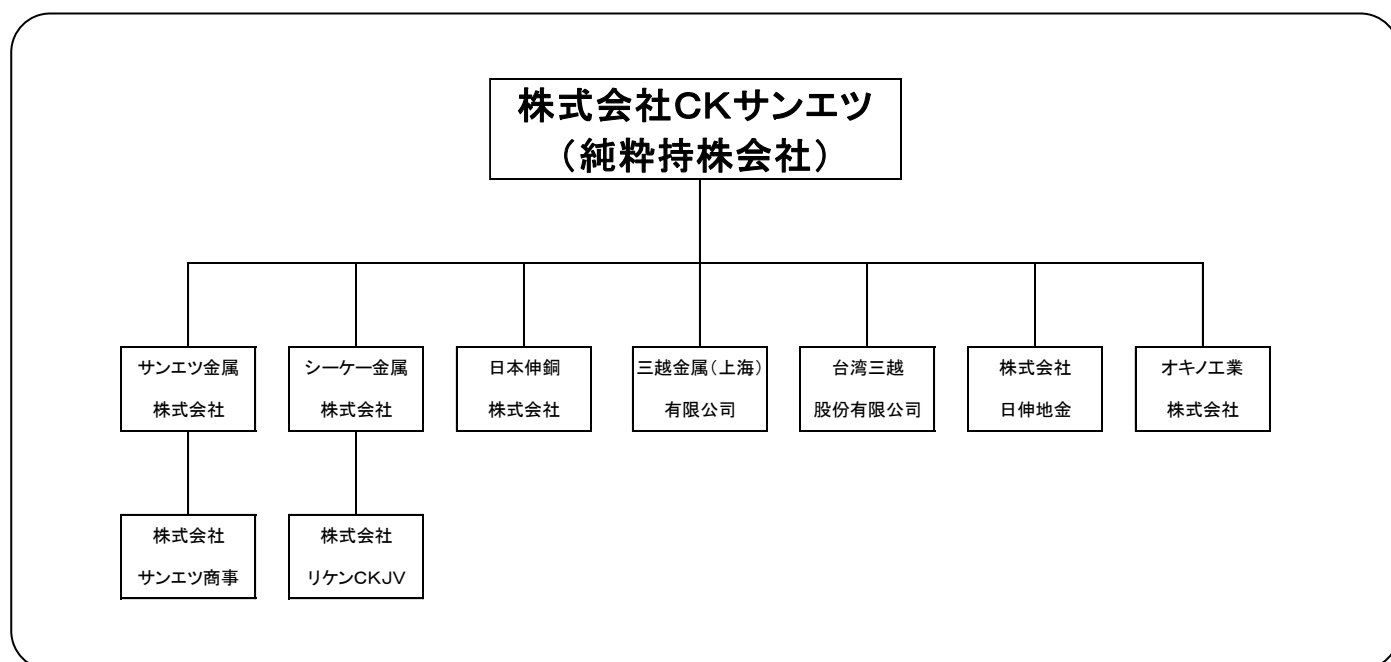 株式会社CKサンエツ
（純粋持株会社）
サンエツ金属
株式会社
シーケー金属
株式会社
日本伸銅
株式会社
三越金属（上海）
有限公司
台湾三越
股份有限公司
株式会社
日伸地金
オキノ工業
株式会社
株式会社
サンエツ商事
株式会社
リケンCKJV